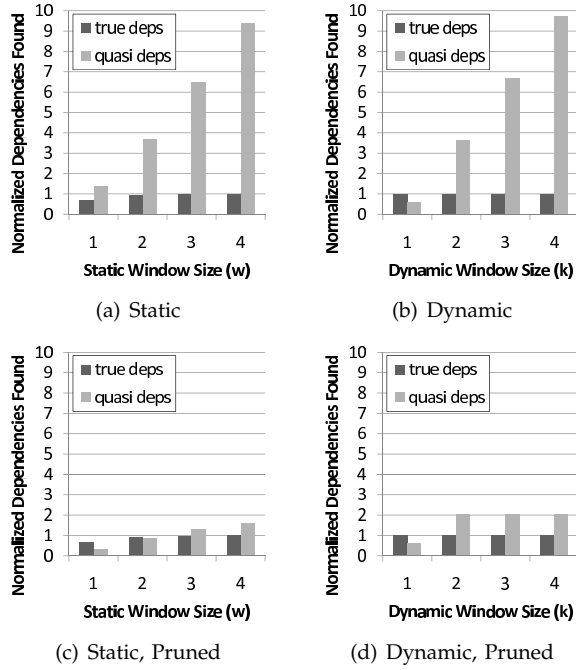 Normalized Dependencies Found
10
9
8
7
6
5
4
3
2
1
0
true deps
quasi deps
1 2 3 4
Static Window Size (w)
(a) Static
Normalized Dependencies Found
10
9
8
7
6
5
4
3
2
1
0
true deps
quasi deps
1 2 3 4
Dynamic Window Size (k)
(b) Dynamic
Normalized Dependencies Found
10
9
8
7
6
5
4
3
2
1
0
true deps
quasi deps
1 2 3 4
Static Window Size (w)
(c) Static, Pruned
Normalized Dependencies Found
10
9
8
7
6
5
4
3
2
1
0
true deps
quasi deps
1 2 3 4
Dynamic Window Size (k)
(d) Dynamic, Pruned